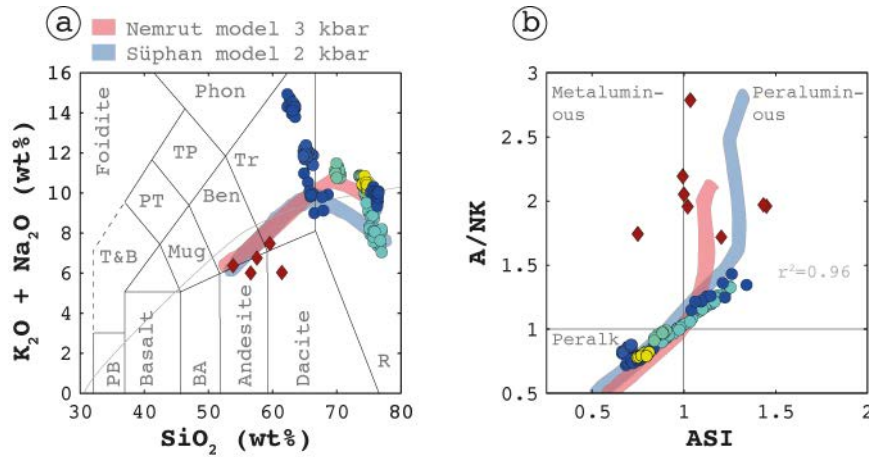 a
Nemrut model 3 kbar
Süphan model 2 kbar
K₂O + Na₂O (wt%)
16
14
12
10
8
6
4
2
0
Foidite
Phon
TP
Tr
PT
Ben
T&B
Mug
PB
Basalt
BA
Andesite
Dacite
R
30
40
50
60
70
80
SiO₂ (wt%)
b
A/NK
3
2.5
2
1.5
1
0.5
Metalumin-
ous
Peraluminous
r²=0.96
Peralk
0.5
1
1.5
2
ASI